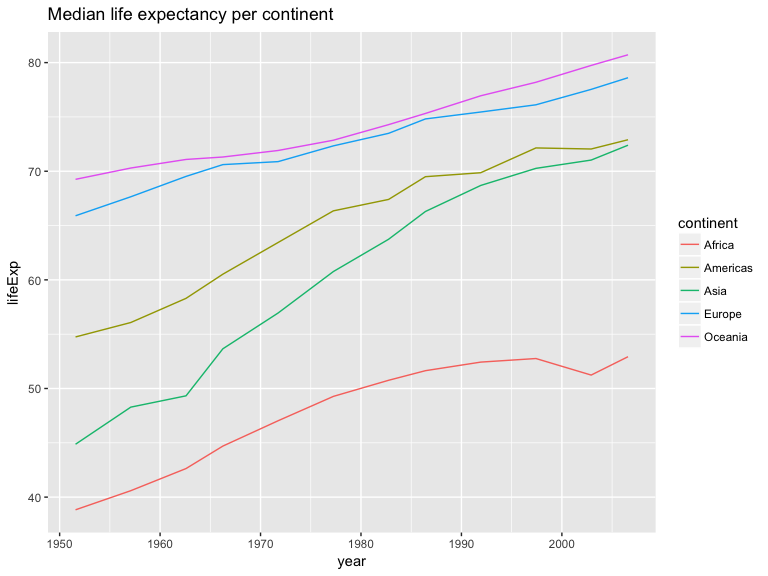 Median life expectancy per continent
80
70
60
50
40
lifeExp
1950 1960 1970 1980 1990 2000
year
continent
Africa
Americas
Asia
Europe
Oceania